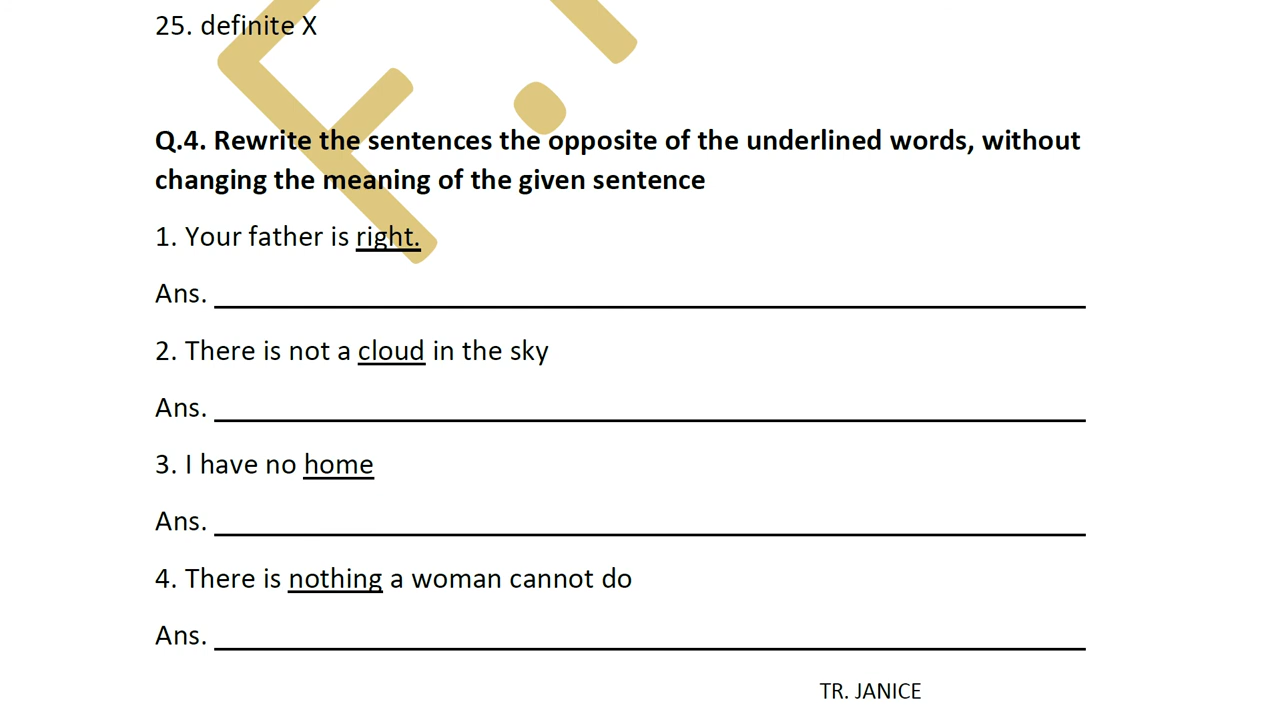 25. definite X
Q.4. Rewrite the sentences the opposite of the underlined words, without
changing the meaning of the given sentence
1. Your father is right.
Ans.
2. There is not a cloud in the sky
Ans.
3. I have no home
Ans.
4. There is nothing a woman cannot do
Ans.
TR. JANICE